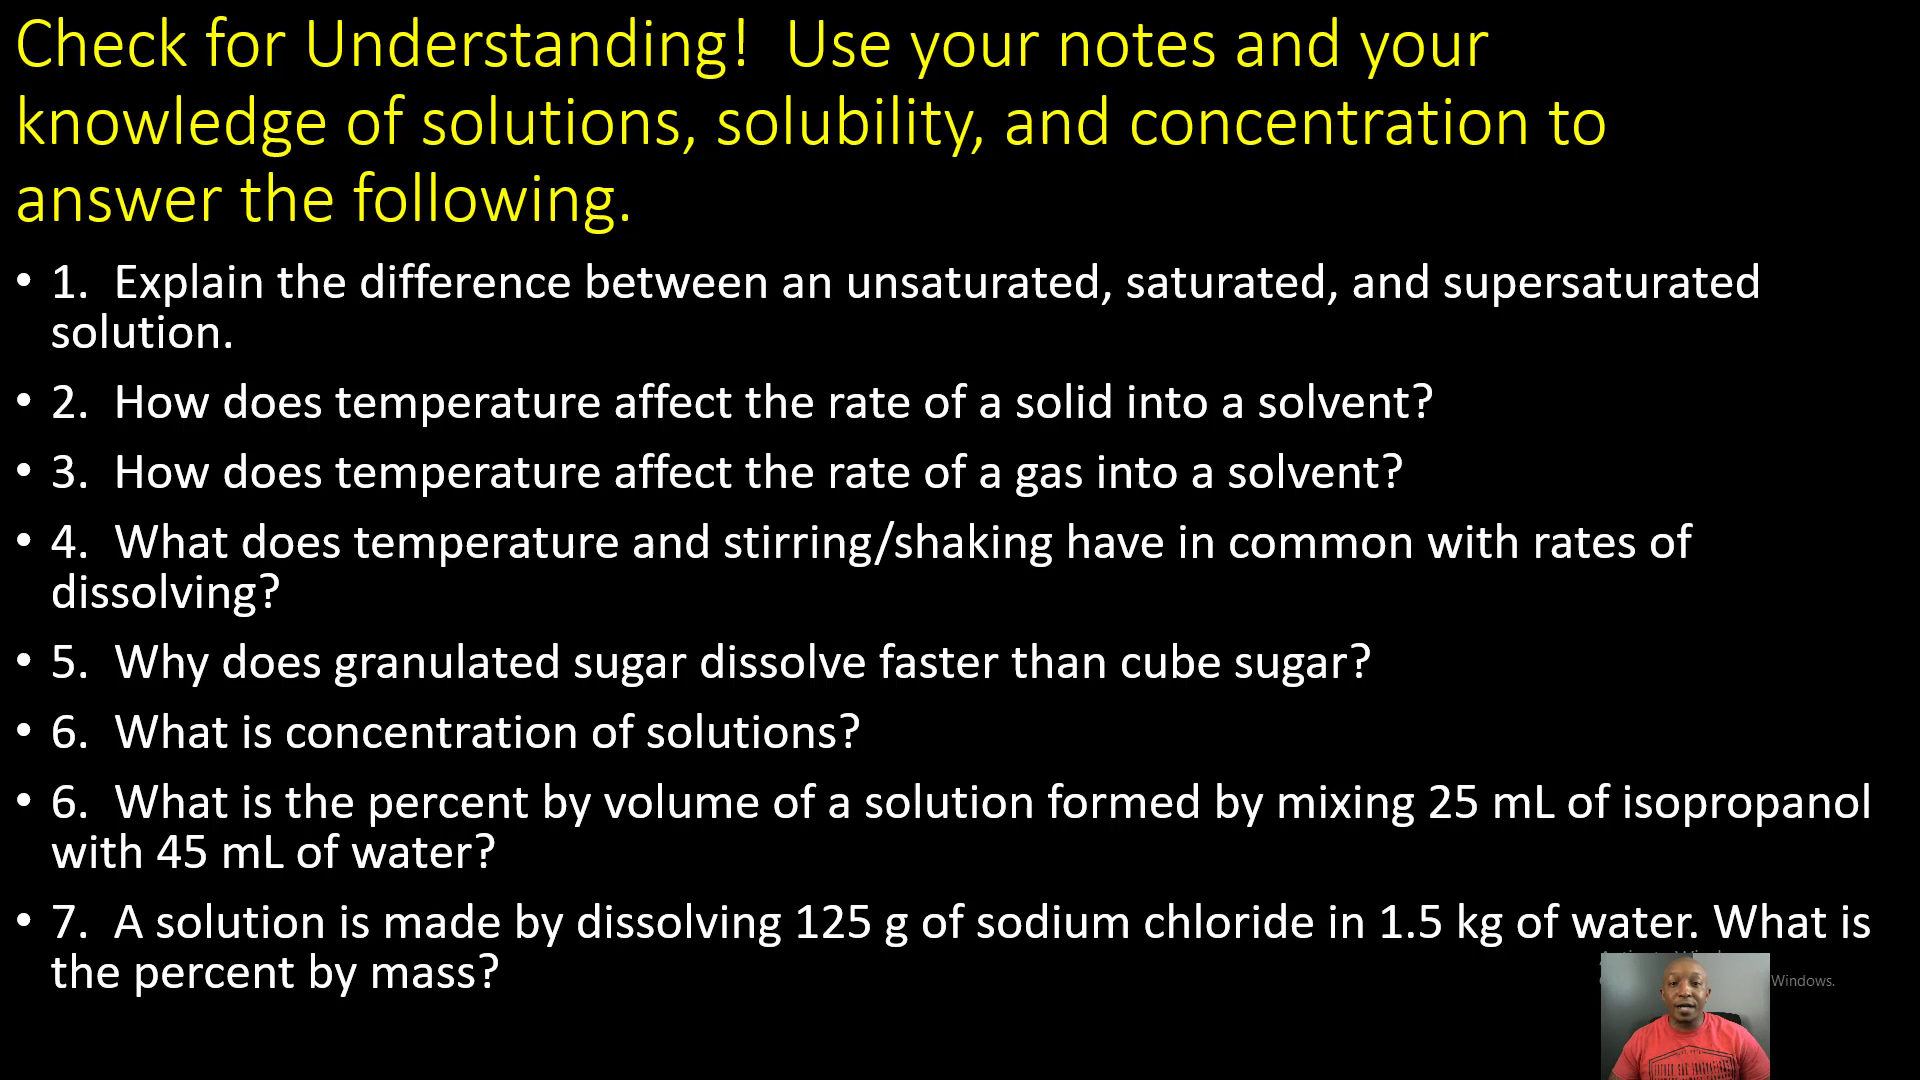 Check for Understanding!  Use your notes and your
knowledge of solutions, solubility, and concentration to
answer the following.
• 1.  Explain the difference between an unsaturated, saturated, and supersaturated
solution.
• 2.  How does temperature affect the rate of a solid into a solvent?
• 3.  How does temperature affect the rate of a gas into a solvent?
• 4.  What does temperature and stirring/shaking have in common with rates of
dissolving?
• 5.  Why does granulated sugar dissolve faster than cube sugar?
• 6.  What is concentration of solutions?
• 6.  What is the percent by volume of a solution formed by mixing 25 mL of isopropanol
with 45 mL of water?
• 7.  A solution is made by dissolving 125 g of sodium chloride in 1.5 kg of water. What is
the percent by mass?
Windows.